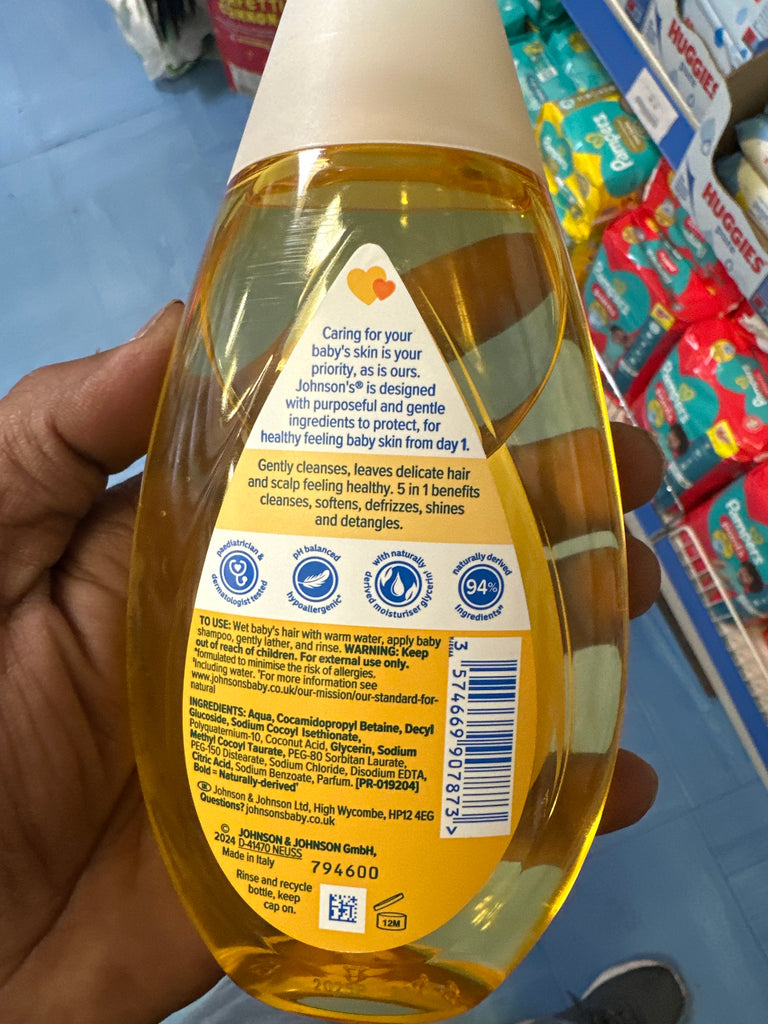 Caring for your
baby's skin is your
priority, as is ours.
Johnson's® is designed
with purposeful and gentle
ingredients to protect, for
healthy feeling baby skin from day 1.
Gently cleanses, leaves delicate hair
and scalp feeling healthy. 5 in 1 benefits
cleanses, softens, defrizzes, shines
and detangles.
paediatrician &
dermatologist tested
pH balanced
hypoallergenic*
with naturally
derived moisturiser glycerin
naturally derived
94%
ingredients
TO USE: Wet baby's hair with warm water, apply baby
shampoo, gently lather, and rinse. WARNING: Keep
out of reach of children. For external use only.
*formulated to minimise the risk of allergies.
including water. For more information see
www.johnsonsbaby.co.uk/our-mission/our-standard-for-
natural
INGREDIENTS: Aqua, Cocamidopropyl Betaine, Decyl
Glucoside, Sodium Cocoyl Isethionate,
Polyquaternium-10, Coconut Acid, Glycerin, Sodium
Methyl Cocoyl Taurate, PEG-80 Sorbitan Laurate,
PEG-150 Distearate, Sodium Chloride, Disodium EDTA,
Citric Acid, Sodium Benzoate, Parfum. [PR-019204]
Bold = Naturally-derived
Johnson & Johnson Ltd, High Wycombe, HP12 4EG
Questions? johnsonsbaby.co.uk
© 2024 JOHNSON & JOHNSON GmbH,
D-41470 NEUSS
Made in Italy
794600
Rinse and recycle
bottle, keep
cap on.
12M
3 574669 907873 >
HUGGIES
HUGGIES
Pampers
Pampers
Pampers